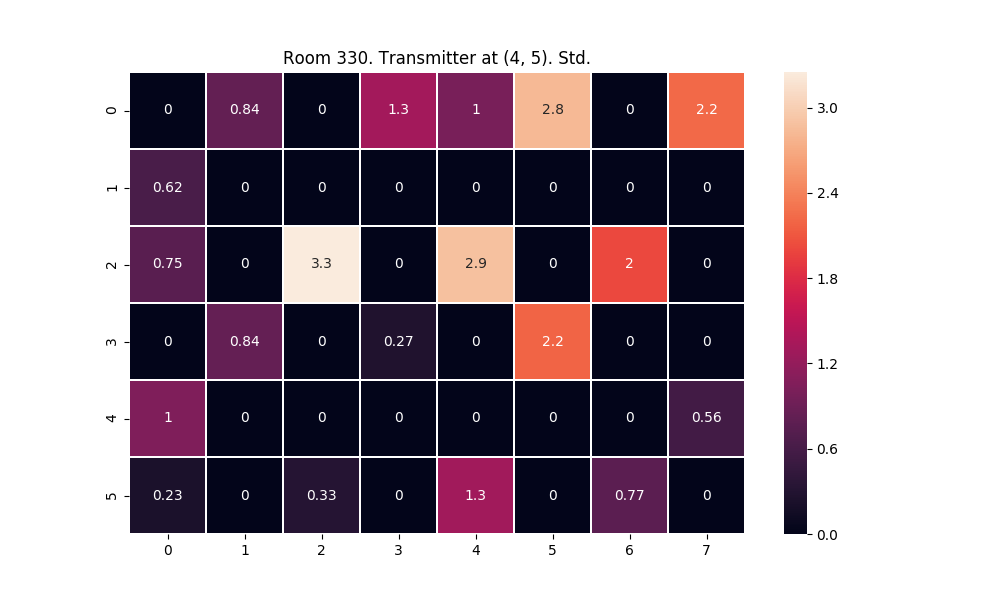 Room 330. Transmitter at (4, 5). Std.
0 0 0.84 0 1.3 1 2.8 0 2.2
1 0.62 0 0 0 0 0 0 0
2 0.75 0 3.3 0 2.9 0 2 0
3 0 0.84 0 0.27 0 2.2 0 0
4 1 0 0 0 0 0 0 0.56
5 0.23 0 0.33 0 1.3 0 0.77 0
0 1 2 3 4 5 6 7
3.0
2.4
1.8
1.2
0.6
0.0